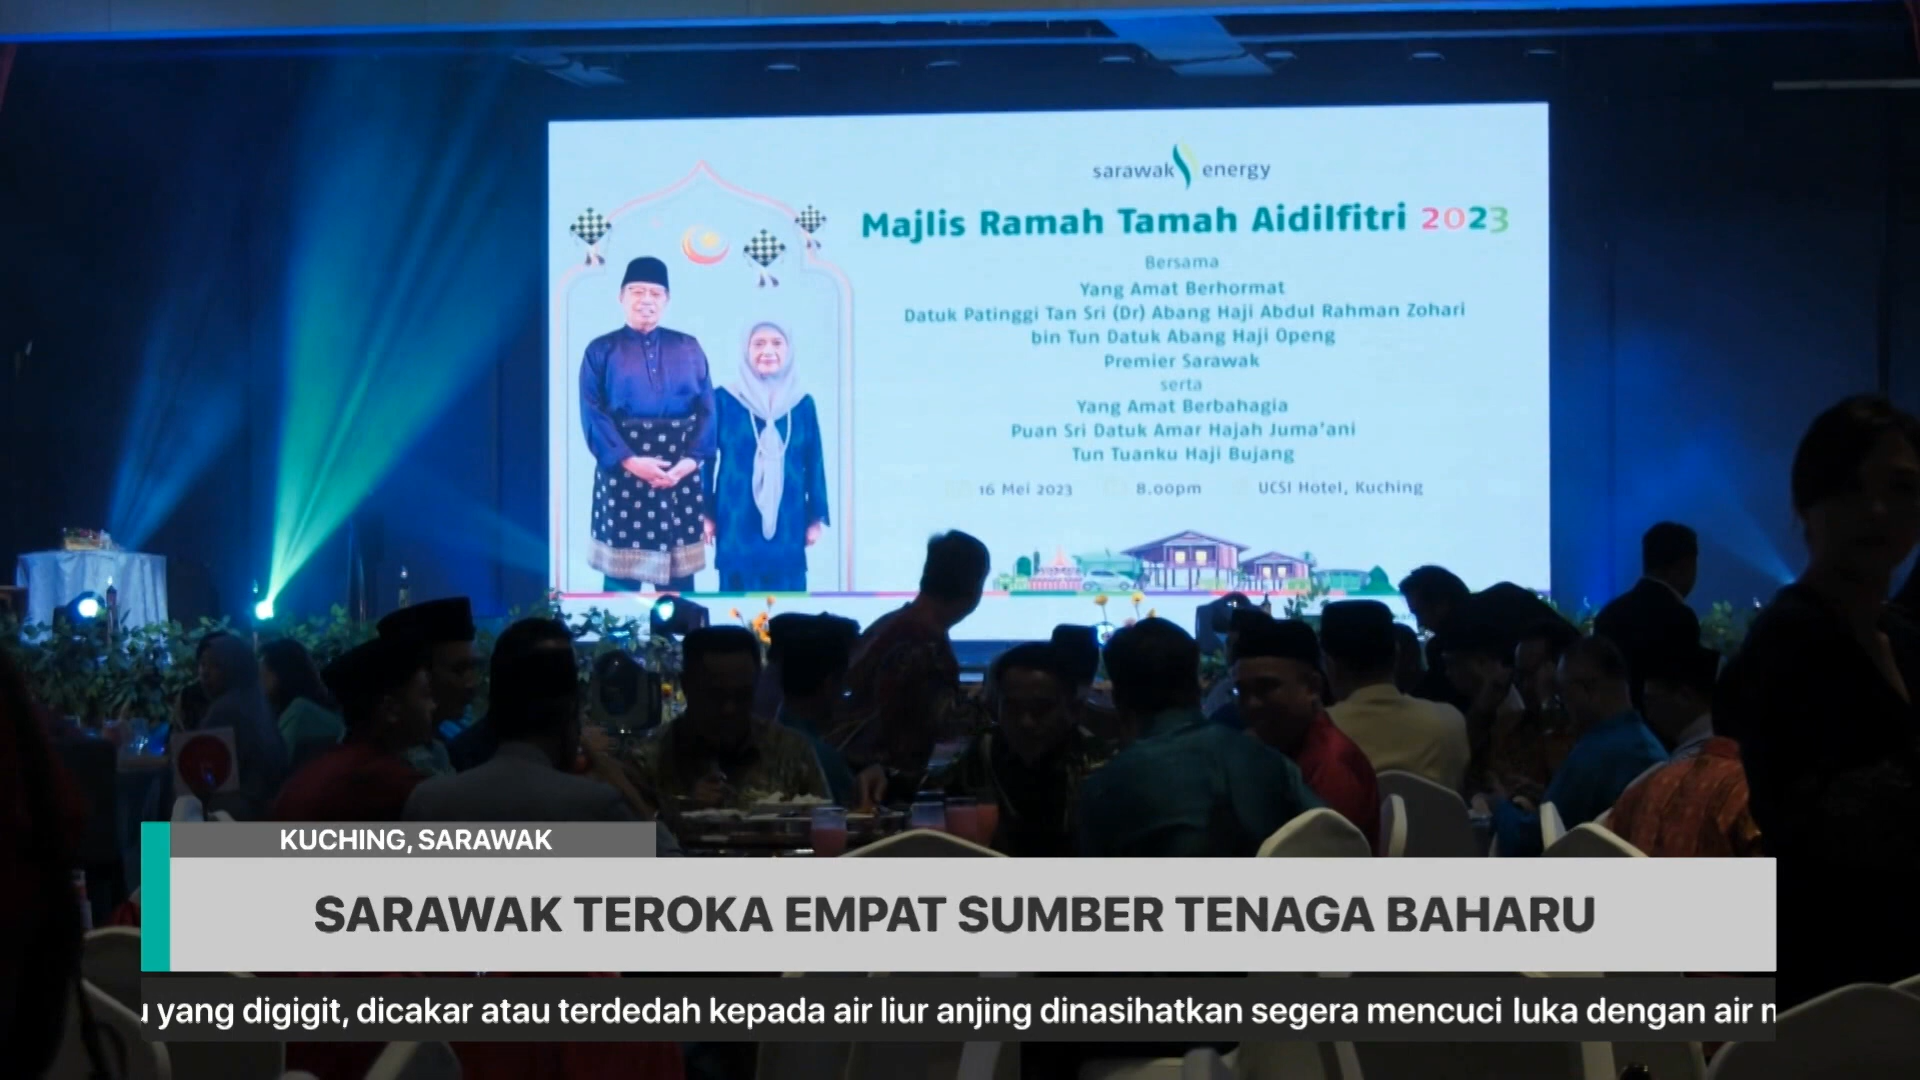 sarawak energy
Majlis Ramah Tamah Aidilfitri 2023
Bersama
Yang Amat Berhormat
Datuk Patinggi Tan Sri (Dr) Abang Haji Abdul Rahman Zohari
bin Tun Datuk Abang Haji Openg
Premier Sarawak
serta
Yang Amat Berbahagia
Puan Sri Datuk Amar Hajah Juma'ani
Tun Tuanku Haji Bujang
16 Mei 2023 8.00pm UCSI Hotel, Kuching
KUCHING, SARAWAK
SARAWAK TEROKA EMPAT SUMBER TENAGA BAHARU
yang digigit, dicakar atau terdedah kepada air liur anjing dinasihatkan segera mencuci luka dengan air